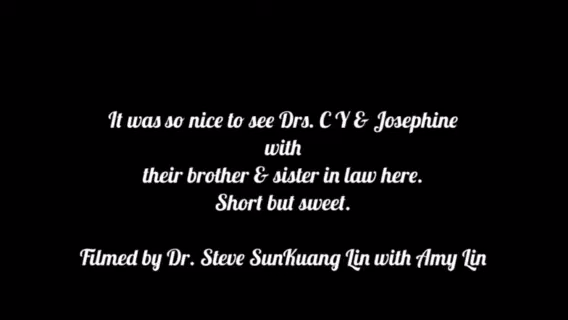 It was so nice to see Drs. C Y & Josephine
with
their brother & sister in law here.
Short but sweet.
Filmed by Dr. Steve SunKuang Lin with Amy Lin